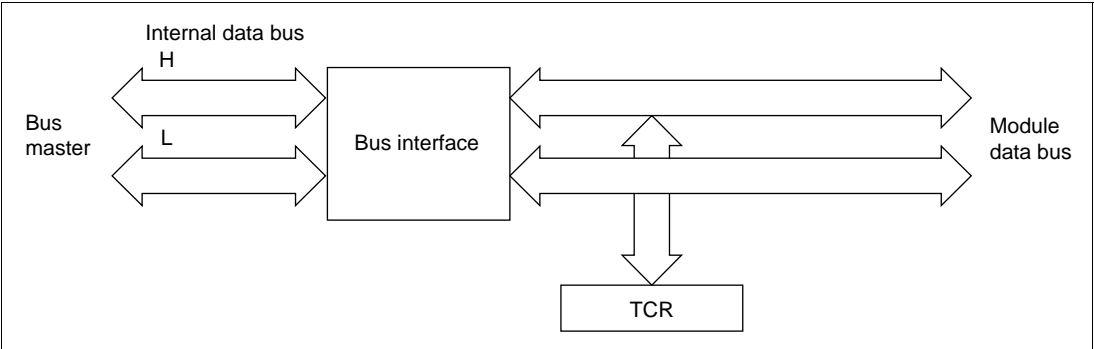 Internal data bus
H
Bus
master
L
Bus interface
Module
data bus
TCR